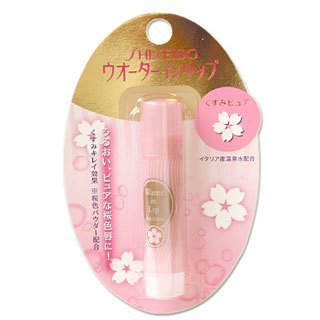 SHISEIDO
ウオーターインリップ
くすみピュア
イタリア産温泉水配合
うるおい、ピュアな桜色唇に!
くすみキレイ効果 ※桜色パウダー配合
Water
in
Lip